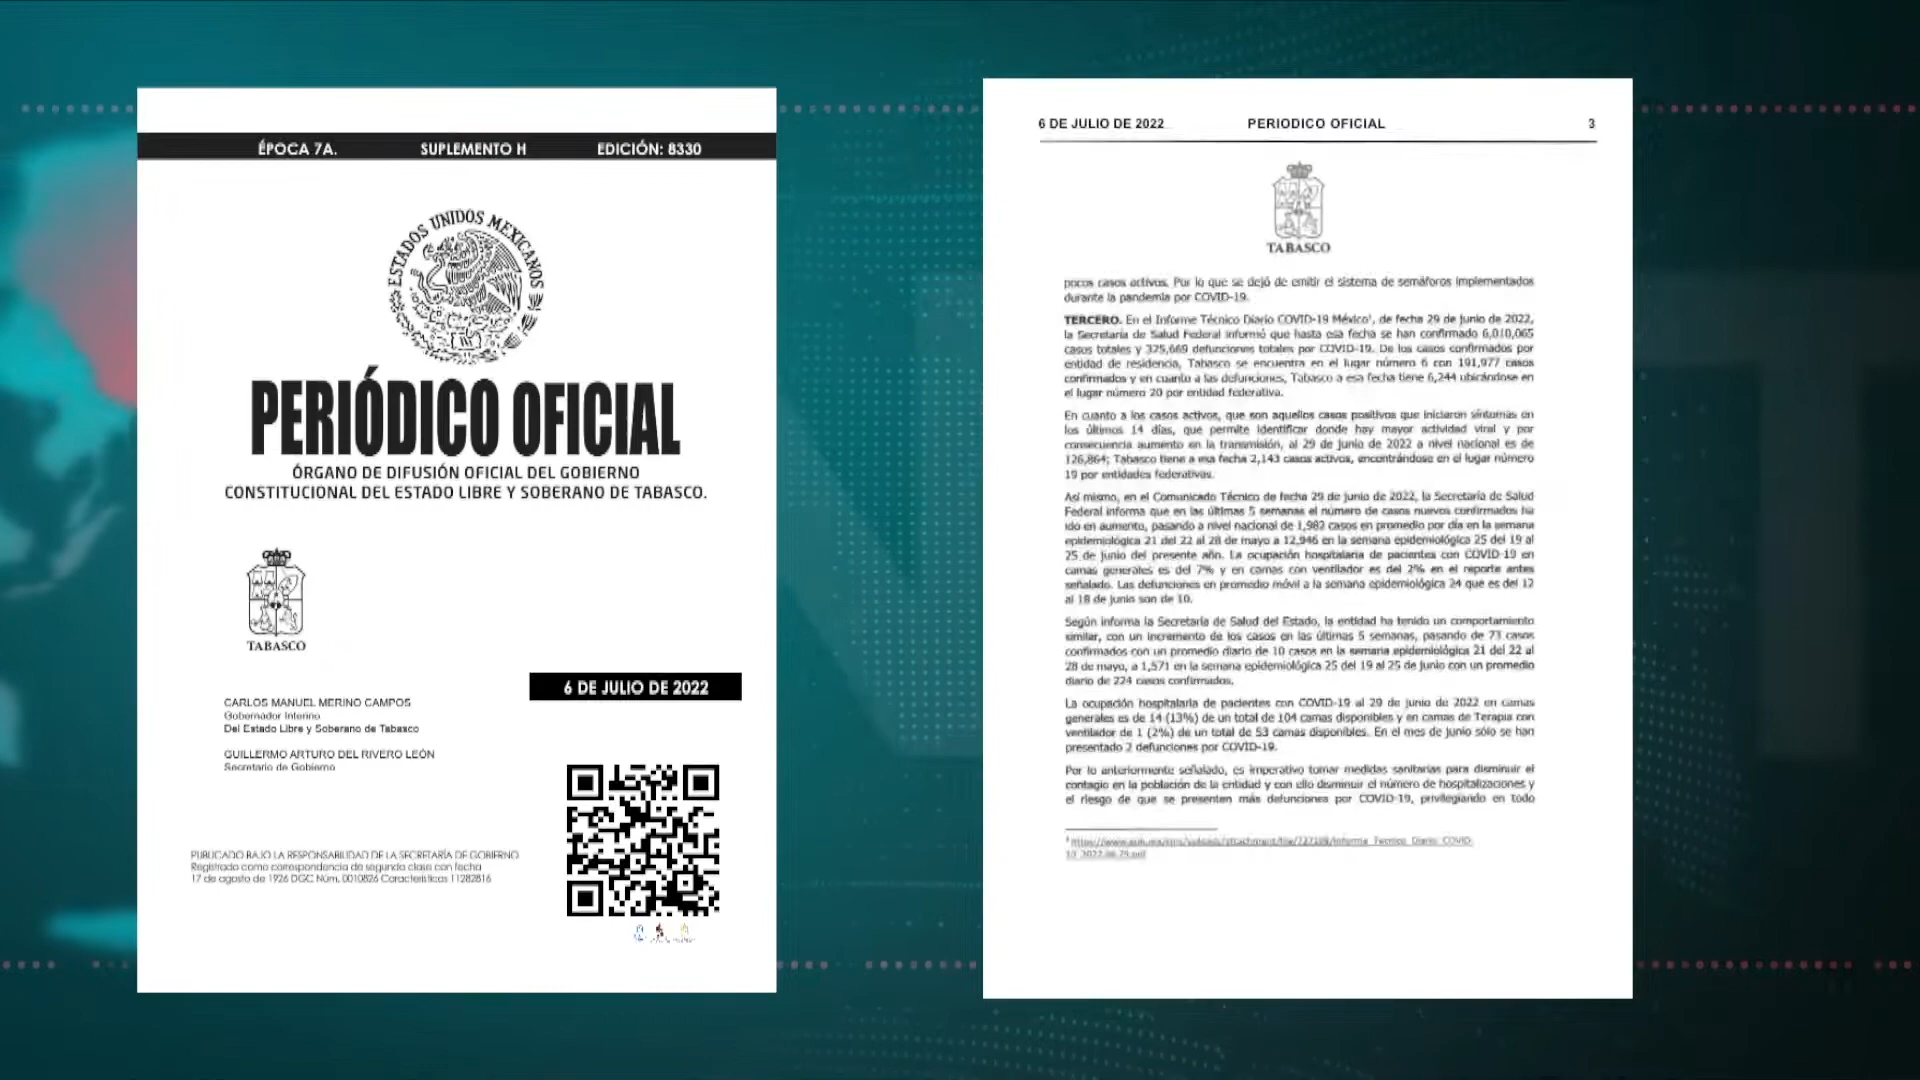 ÉPOCA 7A. SUPLEMENTO H EDICIÓN: 8330
ESTADOS UNIDOS MEXICANOS
PERIÓDICO OFICIAL
ÓRGANO DE DIFUSIÓN OFICIAL DEL GOBIERNO
CONSTITUCIONAL DEL ESTADO LIBRE Y SOBERANO DE TABASCO.
TABASCO
6 DE JULIO DE 2022
CARLOS MANUEL MERINO CAMPOS
Gobernador Interino
Del Estado Libre y Soberano de Tabasco
GUILLERMO ARTURO DEL RIVERO LEÓN
Secretario de Gobierno
PUBLICADO BAJO LA RESPONSABILIDAD DE LA SECRETARÍA DE GOBIERNO
Registrado como correspondencia de segunda clase con fecha
17 de agosto de 1926 DGC Núm. 0010826 Características 11282816
6 DE JULIO DE 2022 PERIODICO OFICIAL 3
TABASCO
pocos casos activos. Por lo que se dejó de emitir el sistema de semáforos implementados
durante la pandemia por COVID-19.
TERCERO. En el Informe Técnico Diario COVID-19 México¹, de fecha 29 de junio de 2022,
la Secretaría de Salud Federal informó que hasta esa fecha se han confirmado 6,010,065
casos totales y 325,669 defunciones totales por COVID-19. De los casos confirmados por
entidad de residencia, Tabasco se encuentra en el lugar número 6 con 191,977 casos
confirmados y en cuanto a las defunciones, Tabasco a esa fecha tiene 6,244 ubicándose en
el lugar número 20 por entidad federativa.
En cuanto a los casos activos, que son aquellos casos positivos que iniciaron síntomas en
los últimos 14 días, que permite identificar donde hay mayor actividad viral y por
consecuencia aumento en la transmisión, al 29 de junio de 2022 a nivel nacional es de
126,864; Tabasco tiene a esa fecha 2,143 casos activos, encontrándose en el lugar número
19 por entidades federativas.
Así mismo, en el Comunicado Técnico de fecha 29 de junio de 2022, la Secretaría de Salud
Federal informa que en las últimas 5 semanas el número de casos nuevos confirmados ha
ido en aumento, pasando a nivel nacional de 1,982 casos en promedio por día en la semana
epidemiológica 21 del 22 al 28 de mayo a 12,946 en la semana epidemiológica 25 del 19 al
25 de junio del presente año. La ocupación hospitalaria de pacientes con COVID-19 en
camas generales es del 7% y en camas con ventilador es del 2% en el reporte antes
señalado. Las defunciones en promedio móvil a la semana epidemiológica 24 que es del 12
al 18 de junio son de 10.
Según informa la Secretaría de Salud del Estado, la entidad ha tenido un comportamiento
similar, con un incremento de los casos en las últimas 5 semanas, pasando de 73 casos
confirmados con un promedio diario de 10 casos en la semana epidemiológica 21 del 22 al
28 de mayo, a 1,571 en la semana epidemiológica 25 del 19 al 25 de junio con un promedio
diario de 224 casos confirmados.
La ocupación hospitalaria de pacientes con COVID-19 al 29 de junio de 2022 en camas
generales es de 14 (13%) de un total de 104 camas disponibles y en camas de Terapia con
ventilador de 1 (2%) de un total de 53 camas disponibles. En el mes de junio sólo se han
presentado 2 defunciones por COVID-19.
Por lo anteriormente señalado, es imperativo tomar medidas sanitarias para disminuir el
contagio en la población de la entidad y con ello disminuir el número de hospitalizaciones y
el riesgo de que se presenten más defunciones por COVID-19, privilegiando en todo